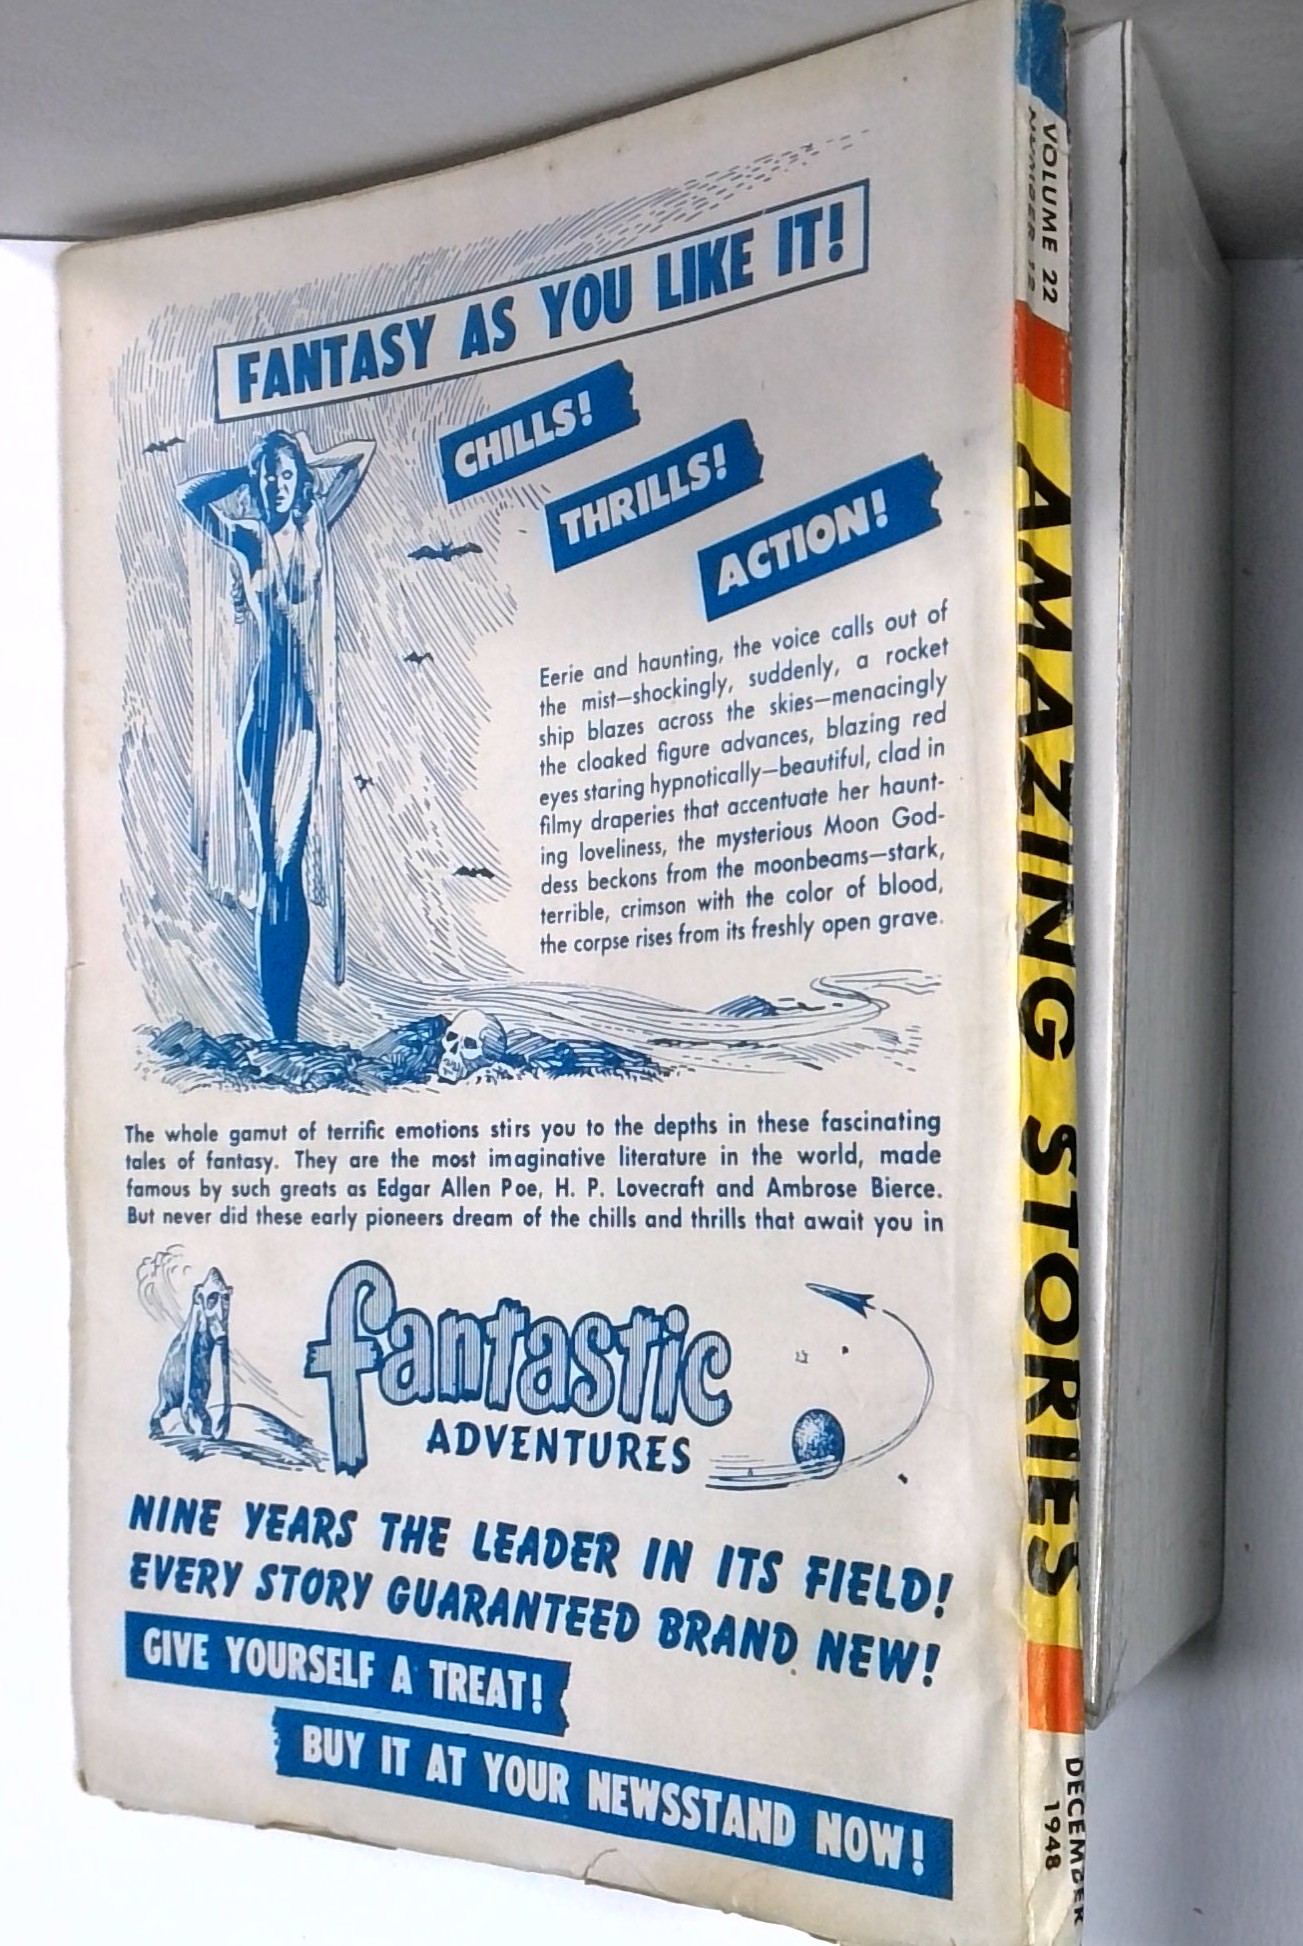 FANTASY AS YOU LIKE IT!
CHILLS!
THRILLS!
ACTION!
Eerie and haunting, the voice calls out of
the mist—shockingly, suddenly, a rocket
ship blazes across the skies—menacingly
the cloaked figure advances, blazing red
eyes staring hypnotically—beautiful, clad in
filmy draperies that accentuate her haunt-
ing loveliness, the mysterious Moon God-
dess beckons from the moonbeams—stark,
terrible, crimson with the color of blood,
the corpse rises from its freshly open grave.
The whole gamut of terrific emotions stirs you to the depths in these fascinating
tales of fantasy. They are the most imaginative literature in the world, made
famous by such greats as Edgar Allen Poe, H. P. Lovecraft and Ambrose Bierce.
But never did these early pioneers dream of the chills and thrills that await you in
fantastic
ADVENTURES
NINE YEARS THE LEADER IN ITS FIELD!
EVERY STORY GUARANTEED BRAND NEW!
GIVE YOURSELF A TREAT!
BUY IT AT YOUR NEWSSTAND NOW!
VOLUME 22
NUMBER 12
AMAZING STORIES
DECEMBER
1948